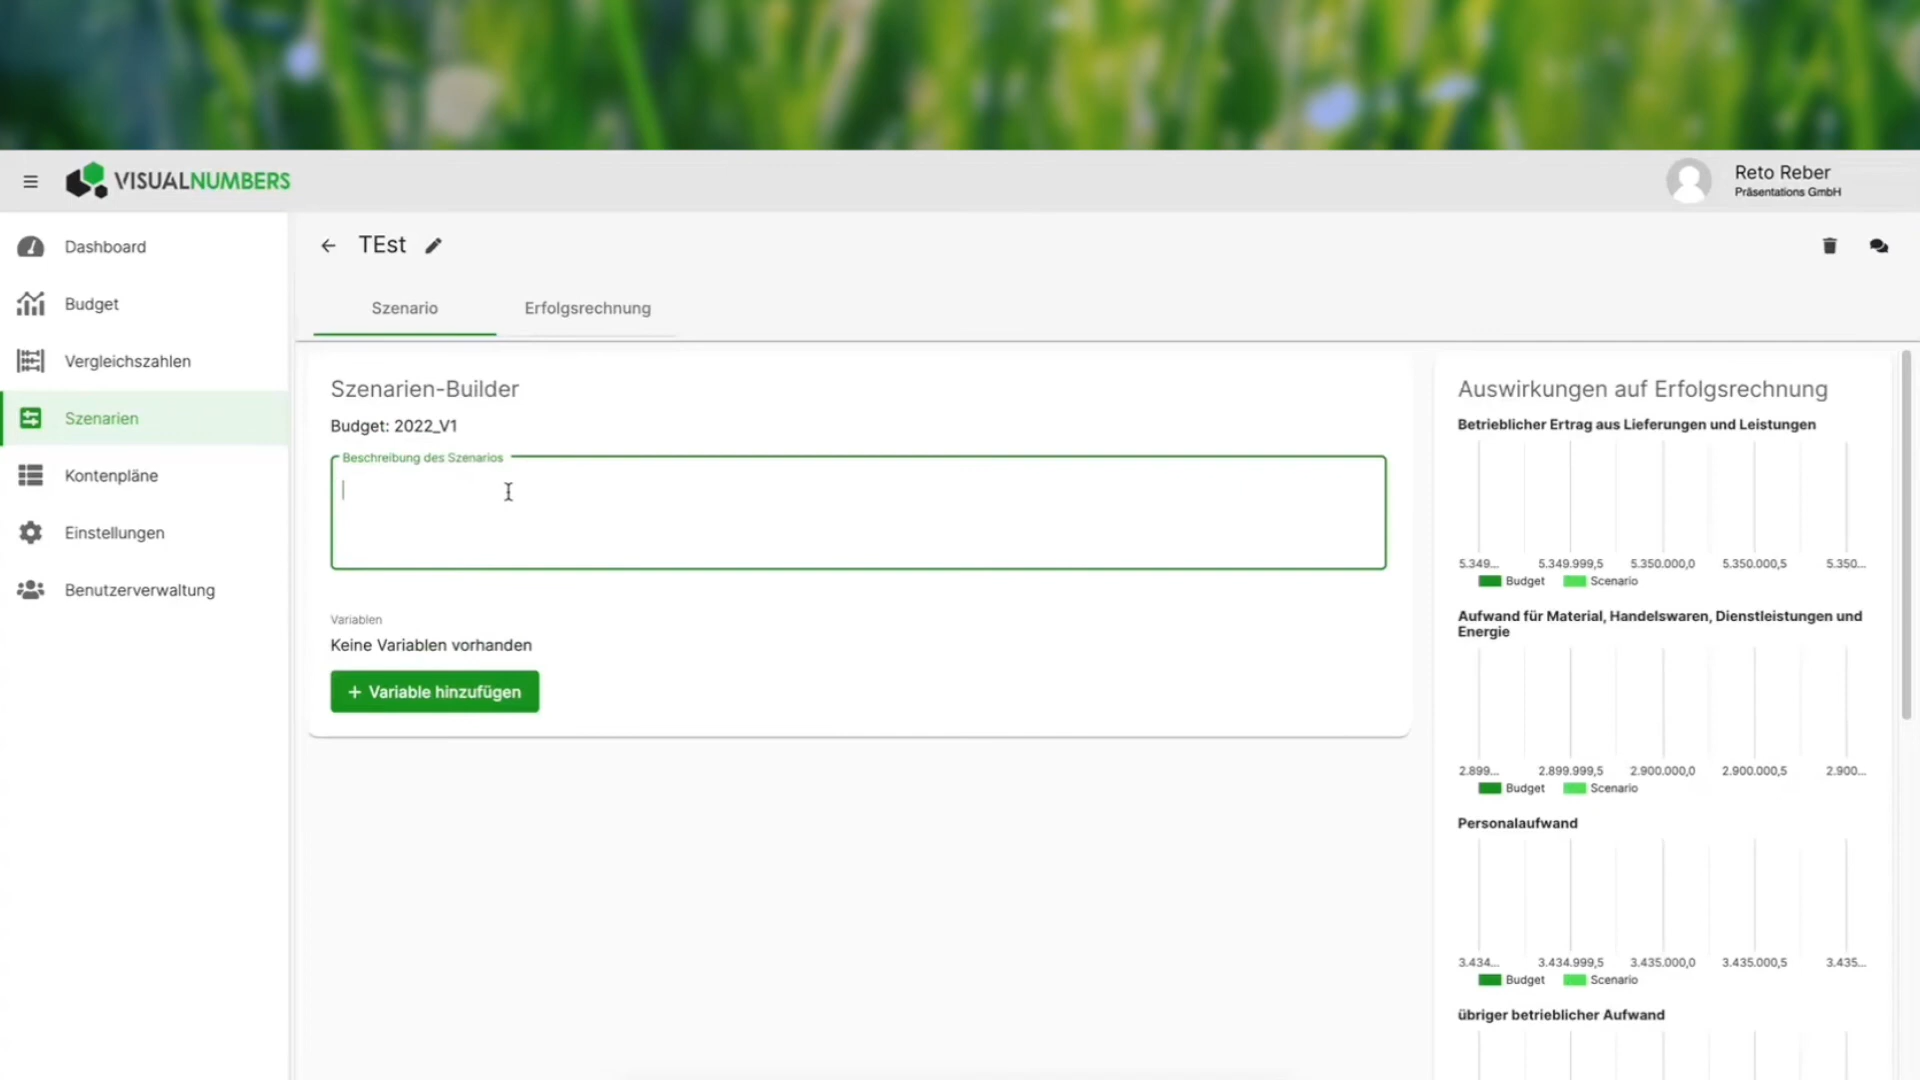 VISUALNUMBERS
Reto Reber
Präsentations GmbH
Dashboard
Budget
Vergleichszahlen
Szenarien
Kontenpläne
Einstellungen
Benutzerverwaltung
TEst
Szenario
Erfolgsrechnung
Szenarien-Builder
Budget: 2022_V1
Beschreibung des Szenarios
Variablen
Keine Variablen vorhanden
+ Variable hinzufügen
Auswirkungen auf Erfolgsrechnung
Betrieblicher Ertrag aus Lieferungen und Leistungen
5.349... 5.349.999,5 5.350.000,0 5.350.000,5 5.350...
Budget Scenario
Aufwand für Material, Handelswaren, Dienstleistungen und
Energie
2.899... 2.899.999,5 2.900.000,0 2.900.000,5 2.900...
Budget Scenario
Personalaufwand
3.434... 3.434.999,5 3.435.000,0 3.435.000,5 3.435...
Budget Scenario
übriger betrieblicher Aufwand